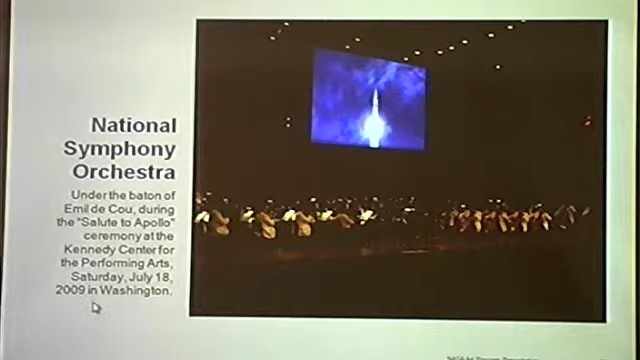 National
Symphony
Orchestra
Under the baton of
Emil de Cou, during
the "Salute to Apollo"
ceremony at the
Kennedy Center for
the Performing Arts,
Saturday, July 18,
2009 in Washington.